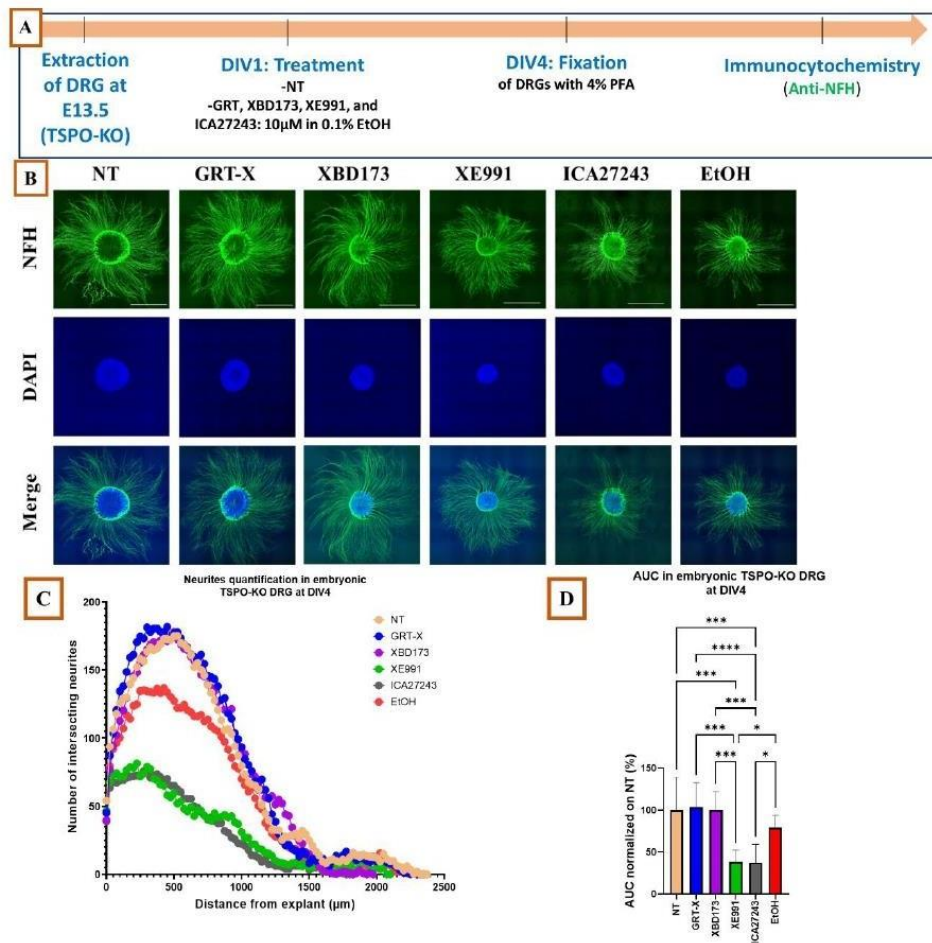 A
Extraction
of DRG at
E13.5
(TSPO-KO)
DIV1: Treatment
-NT
-GRT, XBD173, XE991, and
ICA27243: 10μM in 0.1% EtOH
DIV4: Fixation
of DRGs with 4% PFA
Immunocytochemistry
(Anti-NFH)
B
NT GRT-X XBD173 XE991 ICA27243 EtOH
NFH
DAPI
Merge
C
Neurites quantification in embryonic
TSPO-KO DRG at DIV4
Number of intersecting neurites
200
150
100
50
0
0 500 1000 1500 2000 2500
Distance from explant (μm)
NT
GRT-X
XBD173
XE991
ICA27243
EtOH
D
AUC in embryonic TSPO-KO DRG
at DIV4
***
****
***
***
*** *
*** *
AUC normalized on NT (%)
150
100
50
0
NT GRT-X XBD173 XE991 ICA27243 EtOH